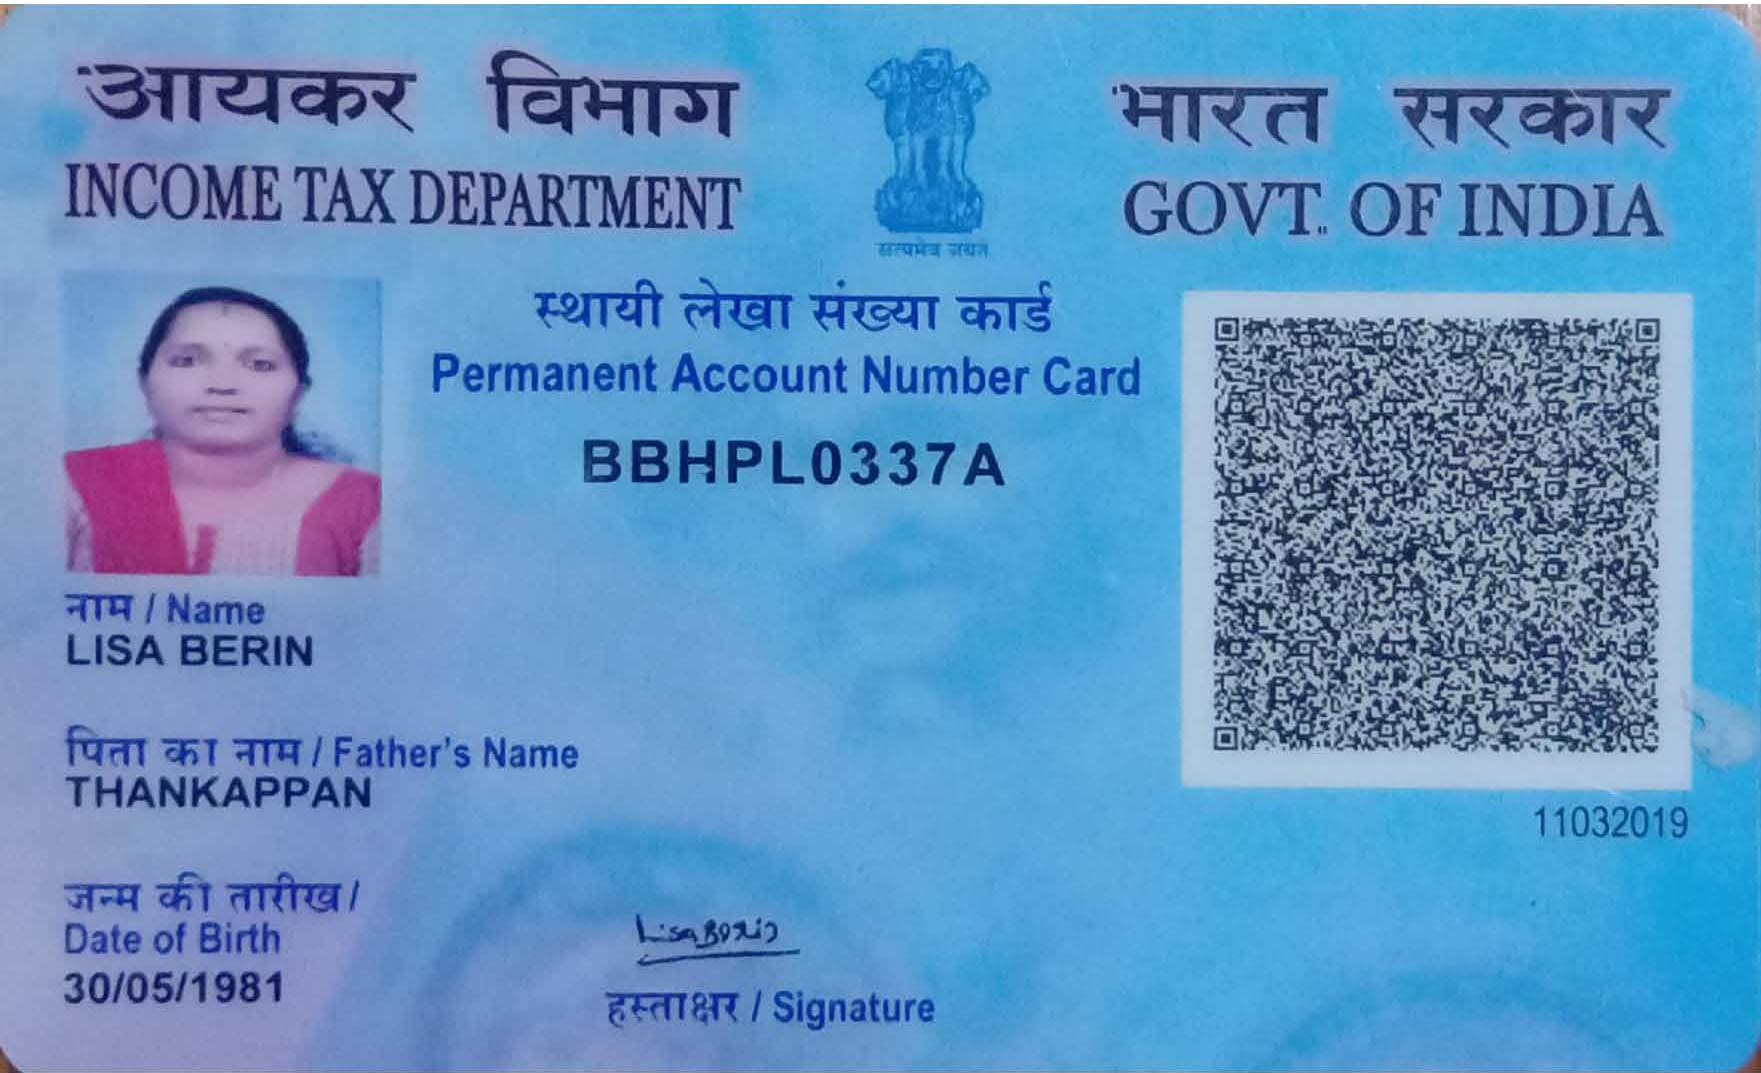 आयकर विभाग
INCOME TAX DEPARTMENT
सत्यमेव जयते
भारत सरकार
GOVT. OF INDIA
स्थायी लेखा संख्या कार्ड
Permanent Account Number Card
BBHPL0337A
नाम / Name
LISA BERIN
पिता का नाम / Father's Name
THANKAPPAN
जन्म की तारीख /
Date of Birth
30/05/1981
Lisa Berin
हस्ताक्षर / Signature
11032019